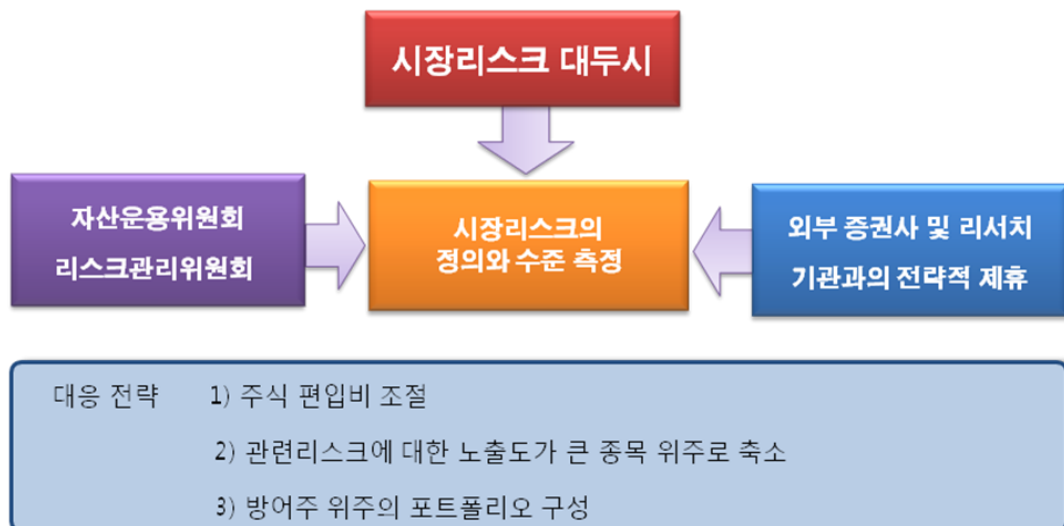 시장리스크 대두시
자산운용위원회
리스크관리위원회
시장리스크의
정의와 수준 측정
외부 증권사 및 리서치
기관과의 전략적 제휴
대응 전략 1) 주식 편입비 조절
2) 관련리스크에 대한 노출도가 큰 종목 위주로 축소
3) 방어주 위주의 포트폴리오 구성